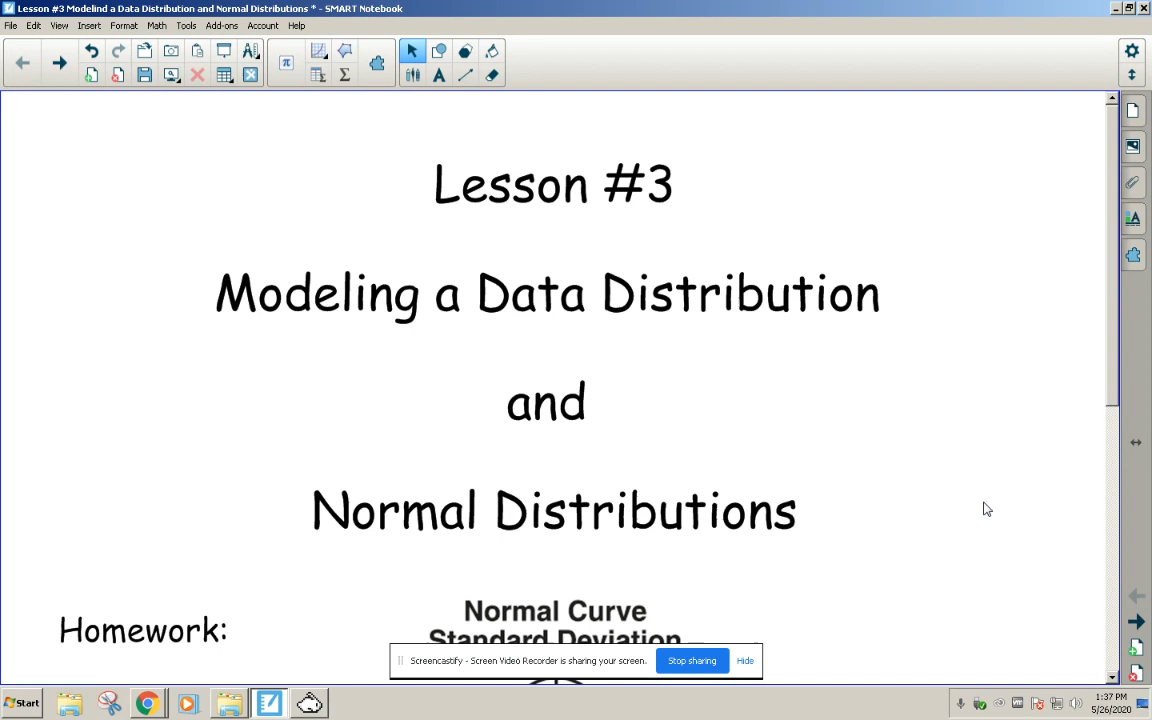 Lesson #3 Modelind a Data Distribution and Normal Distributions * - SMART Notebook
File Edit View Insert Format Math Tools Add-ons Account Help
Lesson #3
Modeling a Data Distribution
and
Normal Distributions
Normal Curve
Homework:
Standard Deviation
Screencastify - Screen Video Recorder is sharing your screen. Stop sharing Hide
Start
1:37 PM
5/26/2020